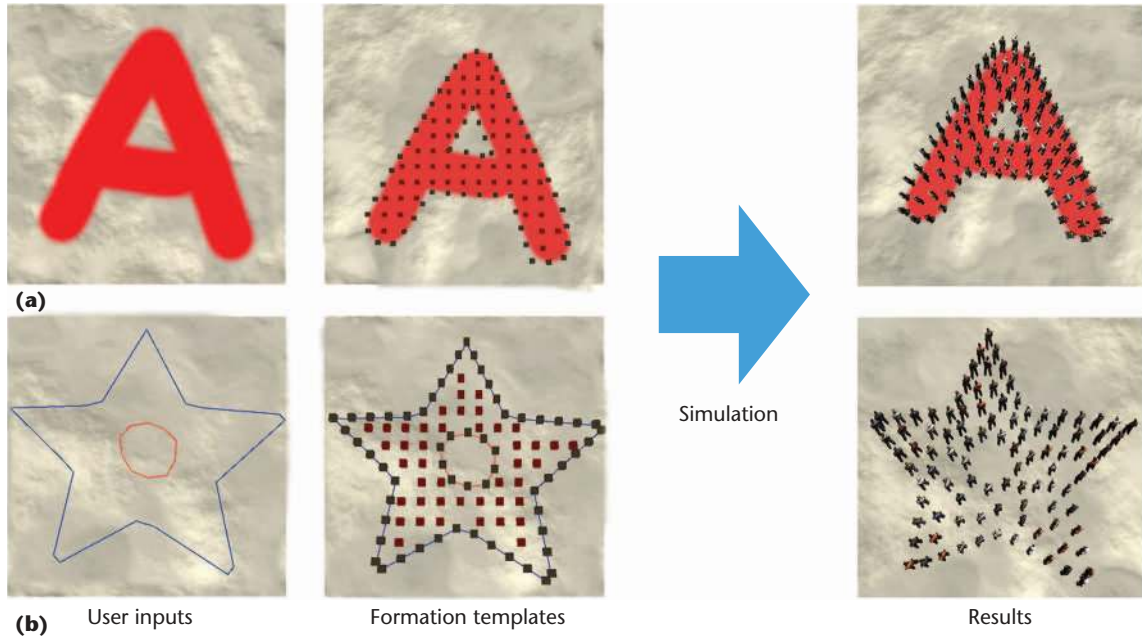 A
A
A
(a)
Simulation
(b)
User inputs
Formation templates
Results